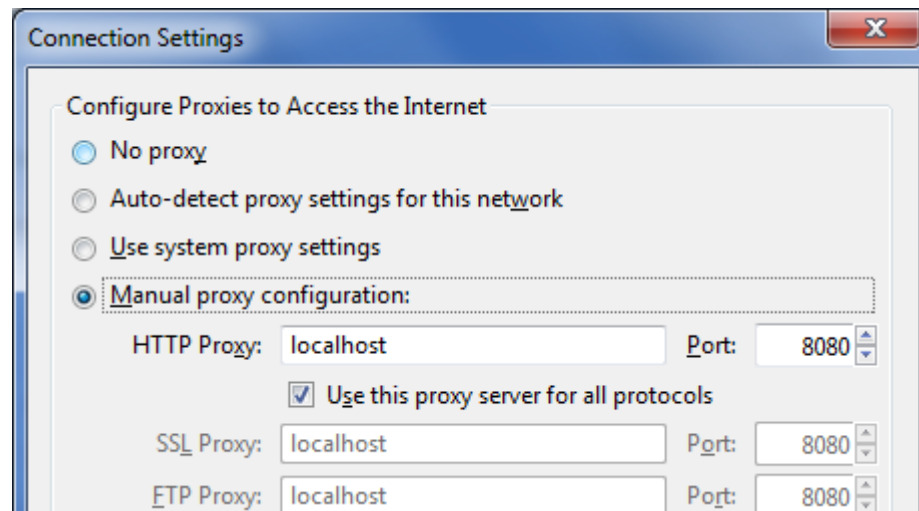 Connection Settings
Configure Proxies to Access the Internet
No proxy
Auto-detect proxy settings for this network
Use system proxy settings
Manual proxy configuration:
HTTP Proxy: localhost Port: 8080
Use this proxy server for all protocols
SSL Proxy: localhost Port: 8080
FTP Proxy: localhost Port: 8080